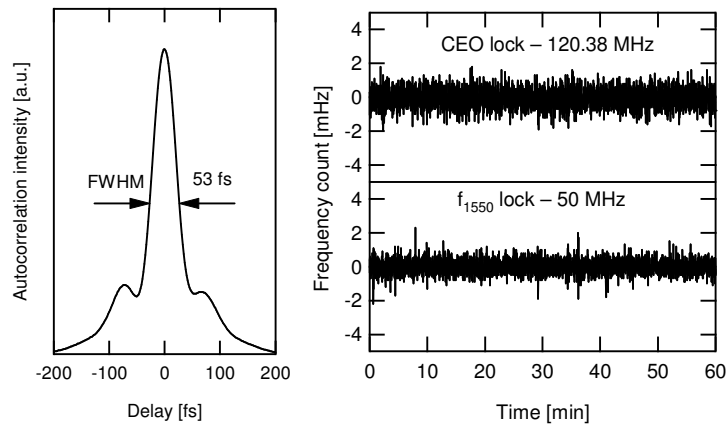 Autocorrelation intensity [a.u.]
FWHM
53 fs
-200
-100
0
100
200
Delay [fs]
Frequency count [mHz]
4
2
0
-2
-4
CEO lock – 120.38 MHz
4
2
0
-2
-4
f1550 lock – 50 MHz
0
10
20
30
40
50
60
Time [min]